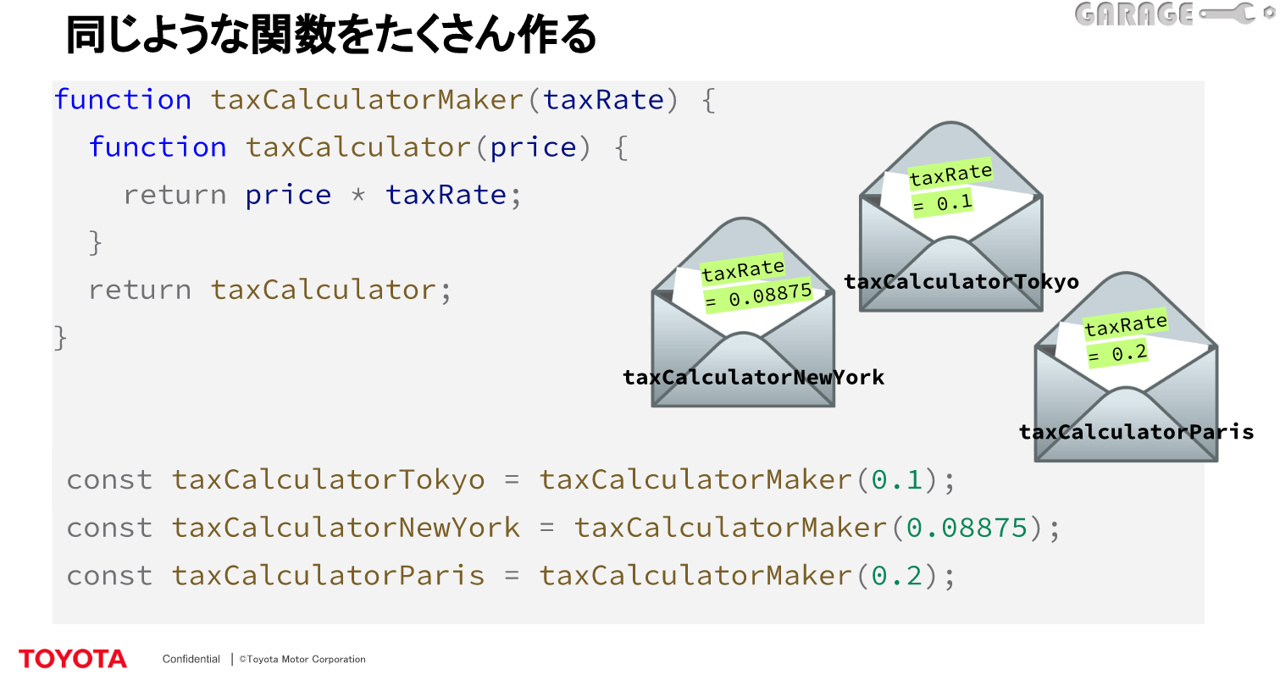 同じような関数をたくさん作る
GARAGE
function taxCalculatorMaker(taxRate) {
function taxCalculator(price) {
return price * taxRate;
}
return taxCalculator;
}
taxRate
= 0.1
taxCalculatorTokyo
taxRate
= 0.08875
taxCalculatorNewYork
taxRate
= 0.2
taxCalculatorParis
const taxCalculatorTokyo = taxCalculatorMaker(0.1);
const taxCalculatorNewYork = taxCalculatorMaker(0.08875);
const taxCalculatorParis = taxCalculatorMaker(0.2);
TOYOTA
Confidential | ©Toyota Motor Corporation